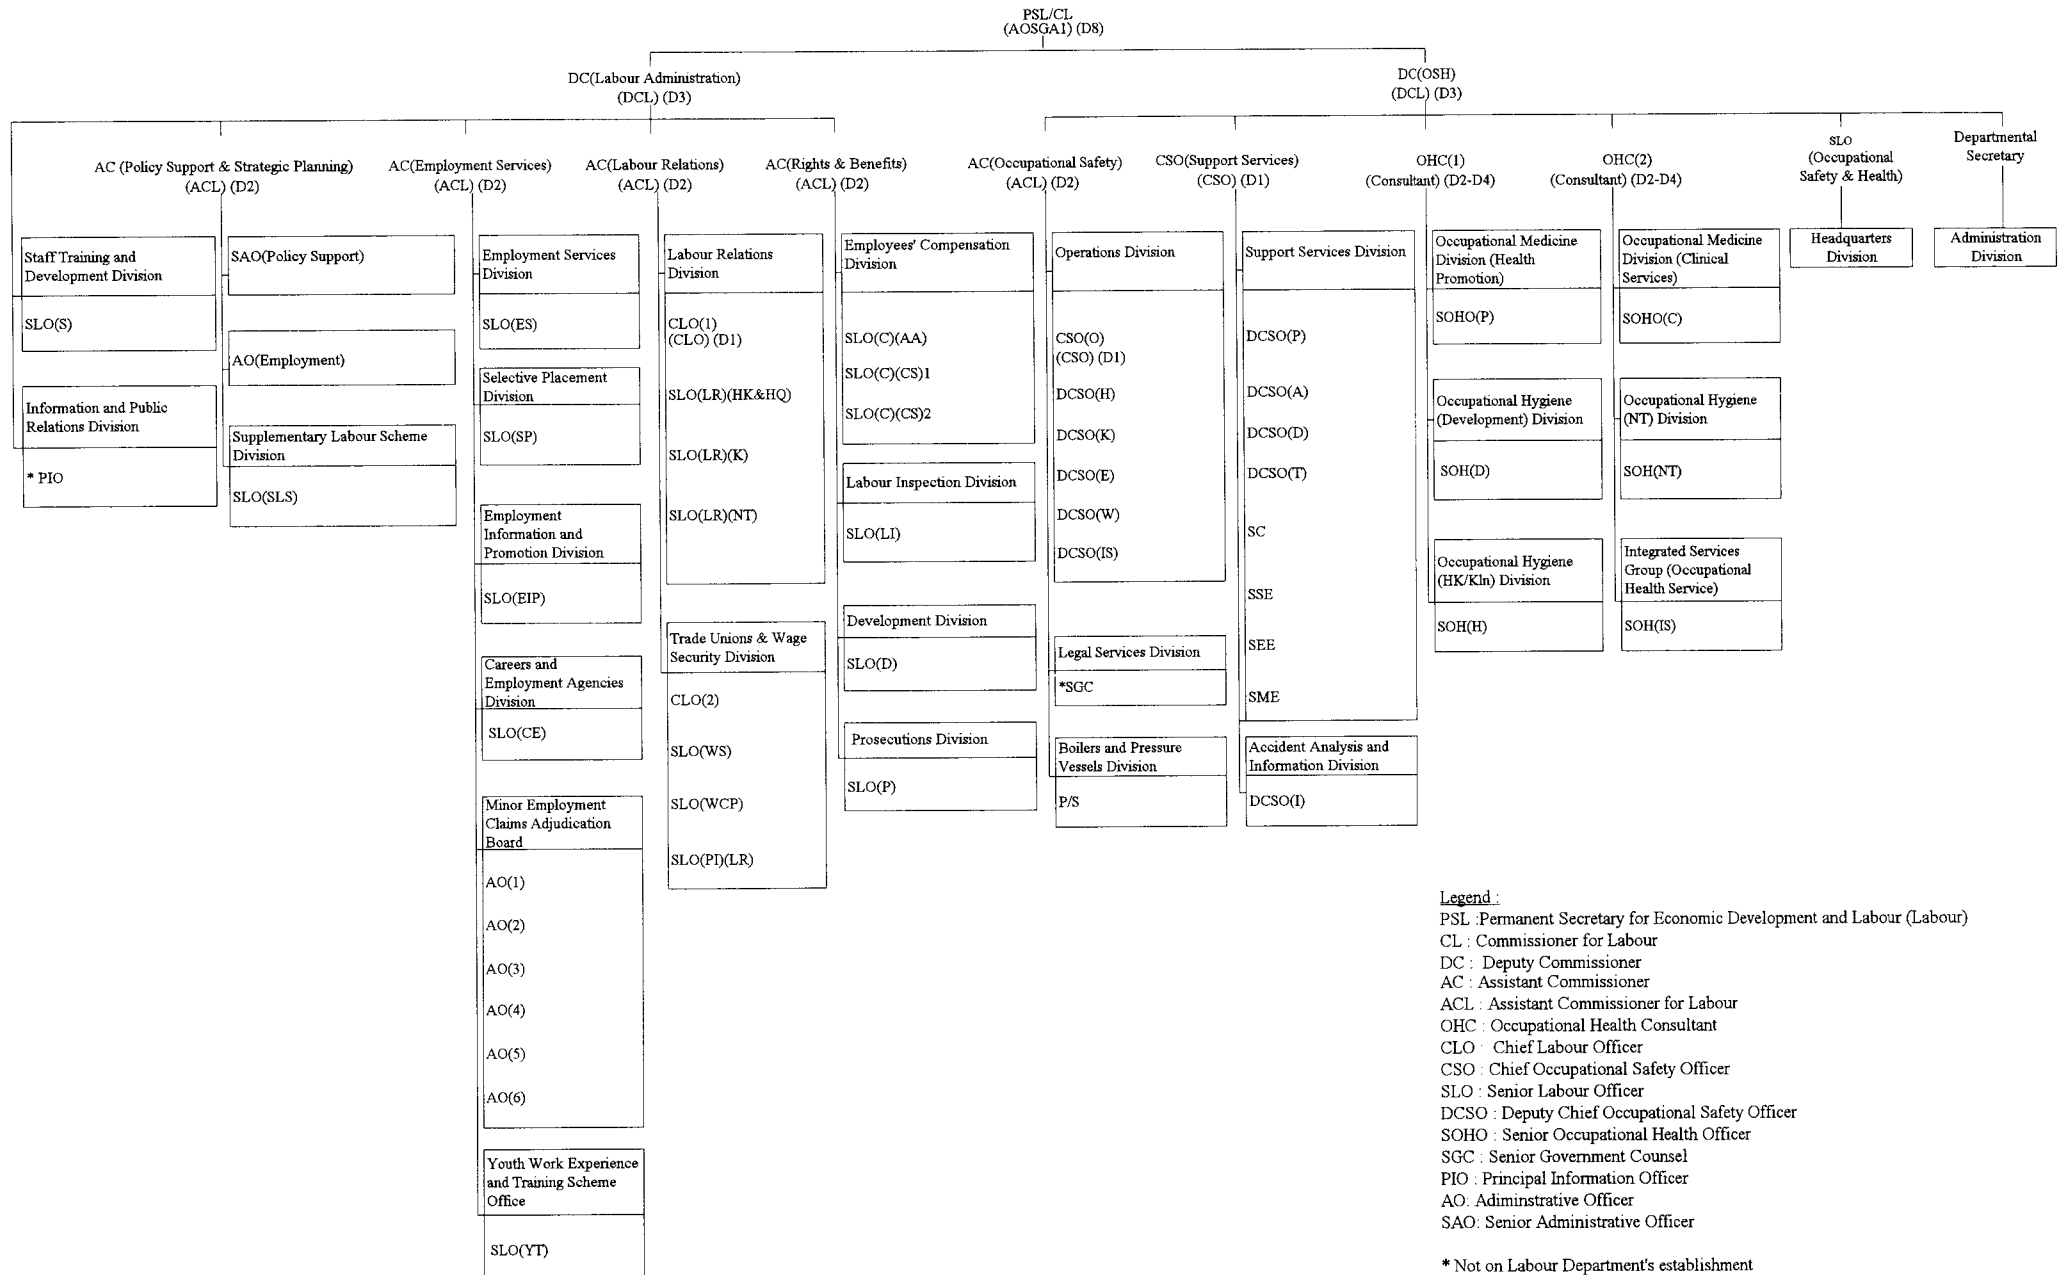 PSL/CL
(AOSGA1) (D8)
DC(Labour Administration)
(DCL) (D3)
DC(OSH)
(DCL) (D3)
AC (Policy Support & Strategic Planning)
(ACL) (D2)
AC(Employment Services)
(ACL) (D2)
AC(Labour Relations)
(ACL) (D2)
AC(Rights & Benefits)
(ACL) (D2)
AC(Occupational Safety)
(ACL) (D2)
CSO(Support Services)
(CSO) (D1)
OHC(1)
(Consultant) (D2-D4)
OHC(2)
(Consultant) (D2-D4)
SLO
(Occupational
Safety & Health)
Departmental
Secretary
Staff Training and
Development Division
SLO(S)
Information and Public
Relations Division
* PIO
SAO(Policy Support)
AO(Employment)
Supplementary Labour Scheme
Division
SLO(SLS)
Employment Services
Division
SLO(ES)
Selective Placement
Division
SLO(SP)
Employment
Information and
Promotion Division
SLO(EIP)
Careers and
Employment Agencies
Division
SLO(CE)
Minor Employment
Claims Adjudication
Board
AO(1)
AO(2)
AO(3)
AO(4)
AO(5)
AO(6)
Youth Work Experience
and Training Scheme
Office
SLO(YT)
Labour Relations
Division
CLO(1)
(CLO) (D1)
SLO(LR)(HK&HQ)
SLO(LR)(K)
SLO(LR)(NT)
Trade Unions & Wage
Security Division
CLO(2)
SLO(WS)
SLO(WCP)
SLO(PI)(LR)
Employees' Compensation
Division
SLO(C)(AA)
SLO(C)(CS)1
SLO(C)(CS)2
Labour Inspection Division
SLO(LI)
Development Division
SLO(D)
Prosecutions Division
SLO(P)
Operations Division
CSO(O)
(CSO) (D1)
DCSO(H)
DCSO(K)
DCSO(E)
DCSO(W)
DCSO(IS)
Legal Services Division
*SGC
Boilers and Pressure
Vessels Division
P/S
Support Services Division
DCSO(P)
DCSO(A)
DCSO(D)
DCSO(T)
SC
SSE
SEE
SME
Accident Analysis and
Information Division
DCSO(I)
Occupational Medicine
Division (Health
Promotion)
SOHO(P)
Occupational Hygiene
(Development) Division
SOH(D)
Occupational Hygiene
(HK/Kln) Division
SOH(H)
Occupational Medicine
Division (Clinical
Services)
SOHO(C)
Occupational Hygiene
(NT) Division
SOH(NT)
Integrated Services
Group (Occupational
Health Service)
SOH(IS)
Headquarters
Division
Administration
Division
Legend :
PSL :Permanent Secretary for Economic Development and Labour (Labour)
CL : Commissioner for Labour
DC : Deputy Commissioner
AC : Assistant Commissioner
ACL : Assistant Commissioner for Labour
OHC : Occupational Health Consultant
CLO : Chief Labour Officer
CSO : Chief Occupational Safety Officer
SLO : Senior Labour Officer
DCSO : Deputy Chief Occupational Safety Officer
SOHO : Senior Occupational Health Officer
SGC : Senior Government Counsel
PIO : Principal Information Officer
AO: Adiminstrative Officer
SAO: Senior Administrative Officer
* Not on Labour Department's establishment